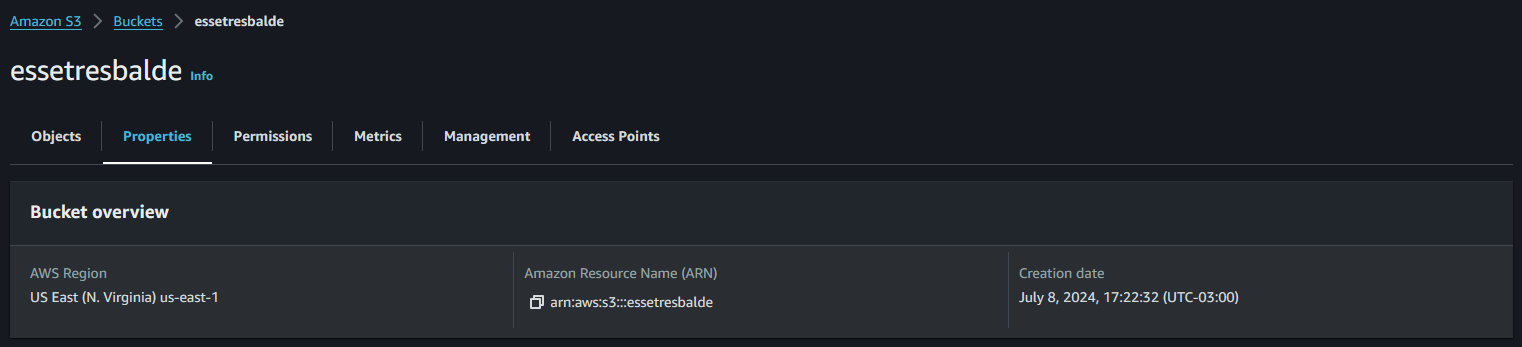 Amazon S3 > Buckets > essetresbalde
essetresbalde Info
Objects Properties Permissions Metrics Management Access Points
Bucket overview
AWS Region Amazon Resource Name (ARN) Creation date
US East (N. Virginia) us-east-1 arn:aws:s3:::essetresbalde July 8, 2024, 17:22:32 (UTC-03:00)